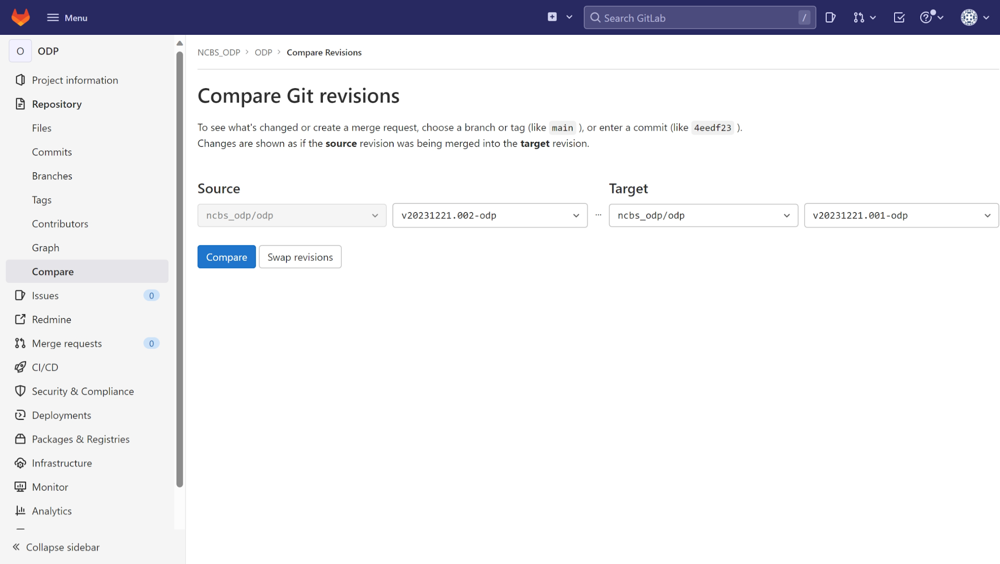 Menu
Search GitLab
/
O
ODP
Project information
Repository
Files
Commits
Branches
Tags
Contributors
Graph
Compare
Issues
0
Redmine
Merge requests
0
CI/CD
Security & Compliance
Deployments
Packages & Registries
Infrastructure
Monitor
Analytics
Collapse sidebar
NCBS_ODP > ODP > Compare Revisions
Compare Git revisions
To see what's changed or create a merge request, choose a branch or tag (like main ), or enter a commit (like 4eedf23 ).
Changes are shown as if the source revision was being merged into the target revision.
Source
ncbs_odp/odp
v20231221.002-odp
...
Target
ncbs_odp/odp
v20231221.001-odp
Compare
Swap revisions